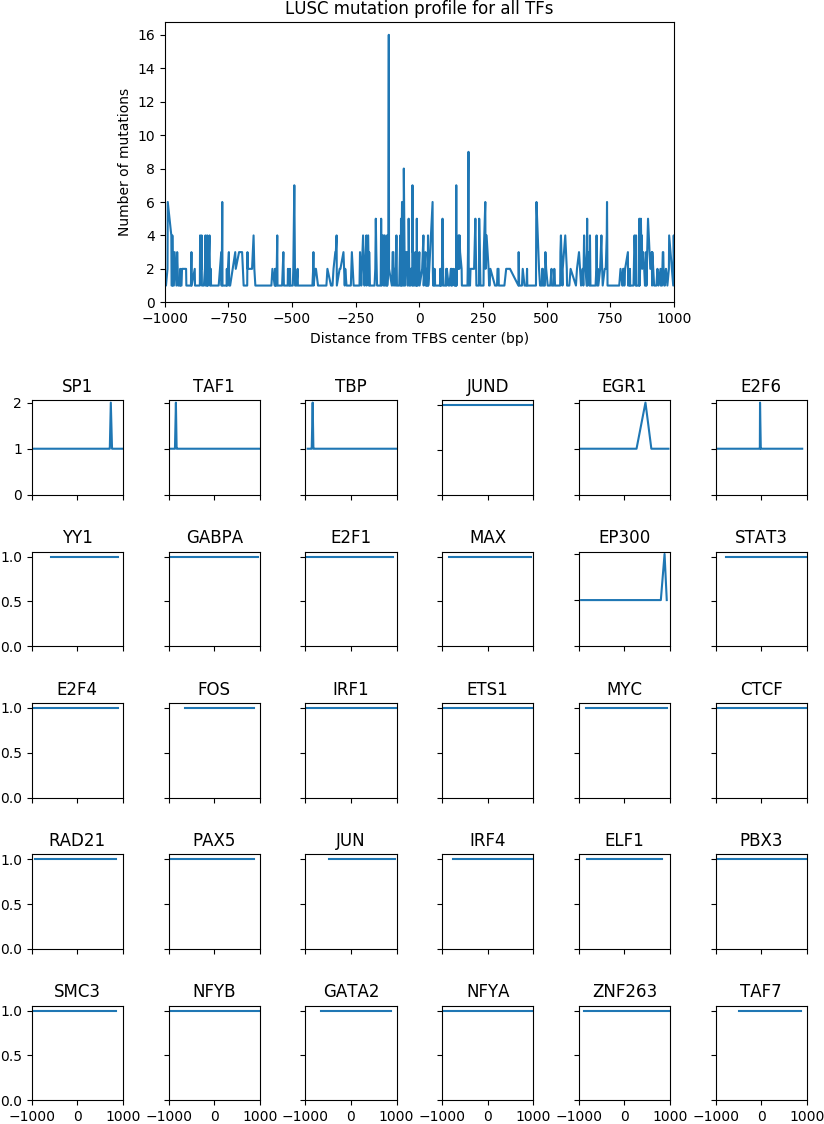 LUSC mutation profile for all TFs
Number of mutations
16
14
12
10
8
6
4
2
0
−1000 −750 −500 −250 0 250 500 750 1000
Distance from TFBS center (bp)
SP1 TAF1 TBP JUND EGR1 E2F6
2
1
0
YY1 GABPA E2F1 MAX EP300 STAT3
1.0
0.5
0.0
E2F4 FOS IRF1 ETS1 MYC CTCF
1.0
0.5
0.0
RAD21 PAX5 JUN IRF4 ELF1 PBX3
1.0
0.5
0.0
SMC3 NFYB GATA2 NFYA ZNF263 TAF7
1.0
0.5
0.0
−1000 0 1000 −1000 0 1000 −1000 0 1000 −1000 0 1000 −1000 0 1000 −1000 0 1000